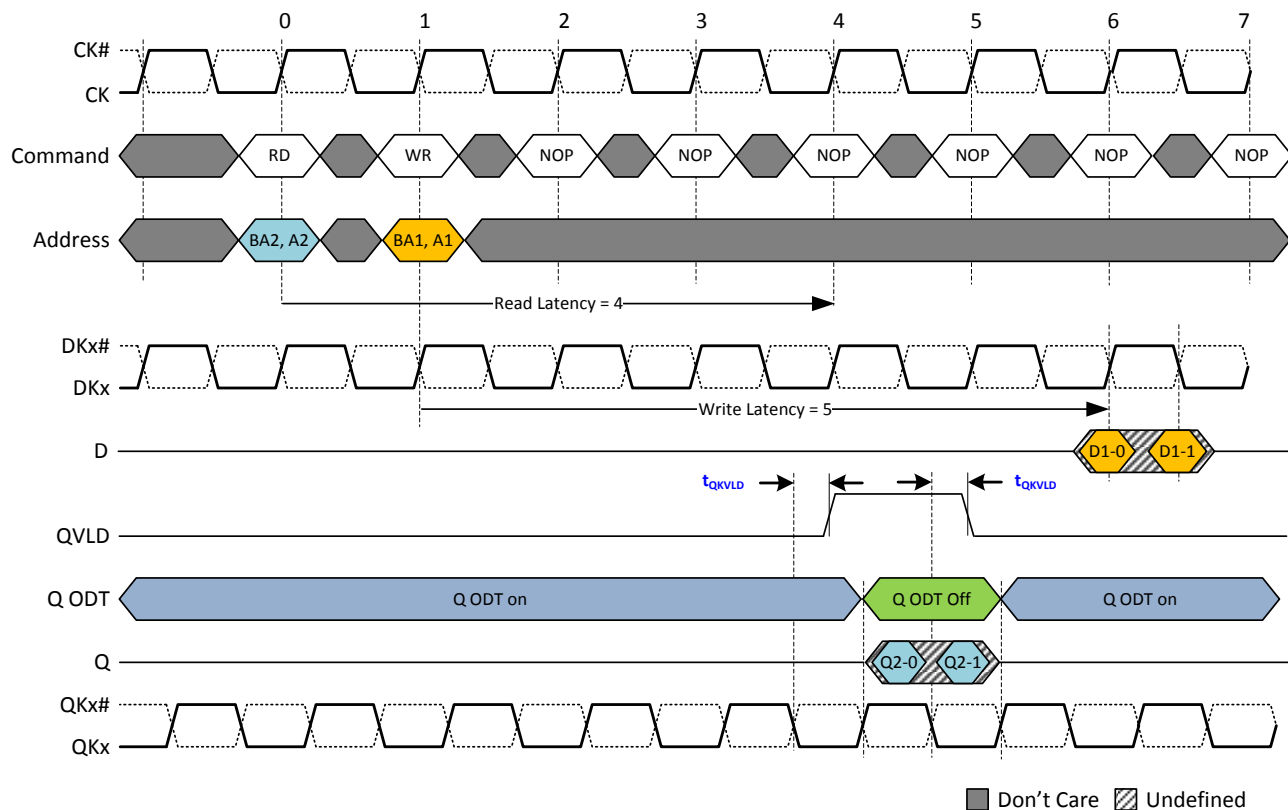 0 1 2 3 4 5 6 7
CK#
CK
Command RD WR NOP NOP NOP NOP NOP NOP
Address BA2, A2 BA1, A1
Read Latency = 4
DKx#
DKx
Write Latency = 5
D D1-0 D1-1
tQKVLD tQKVLD
QVLD
Q ODT Q ODT on Q ODT Off Q ODT on
Q Q2-0 Q2-1
QKx#
QKx
Don't Care Undefined